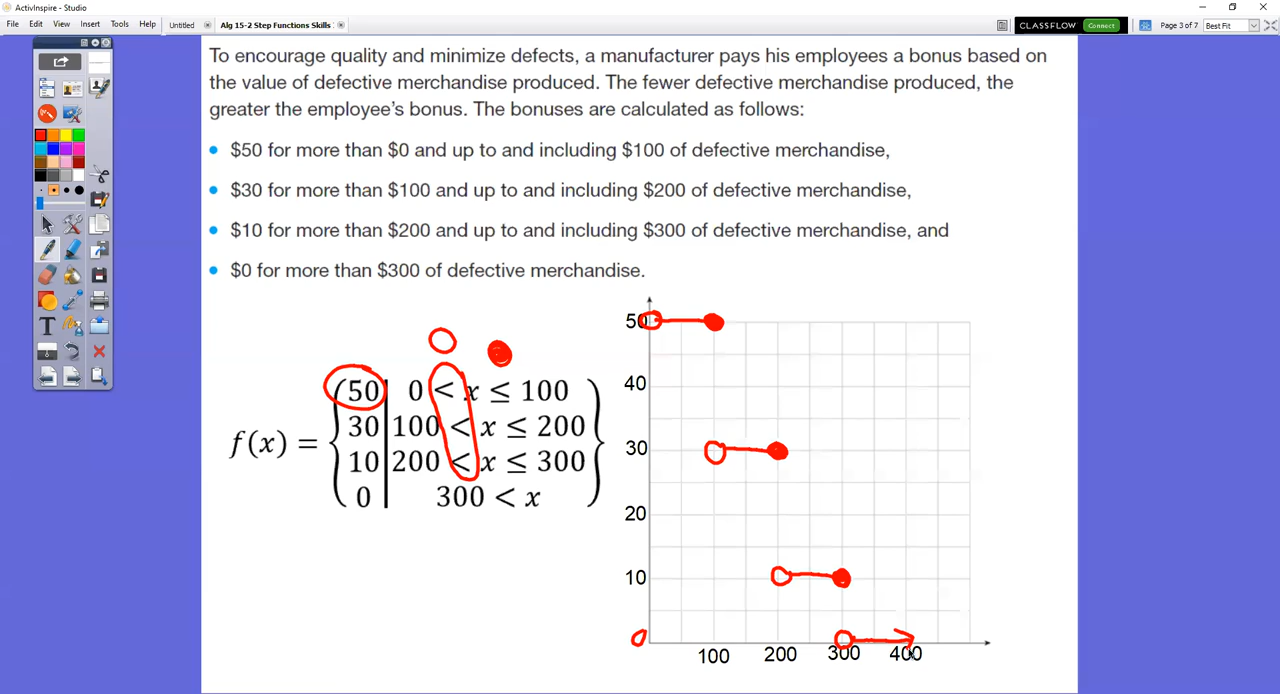 ActivInspire - Studio
File Edit View Insert Tools Help Untitled Alg 15-2 Step Functions Skills CLASSFLOW Connect Page 3 of 7 Best Fit
To encourage quality and minimize defects, a manufacturer pays his employees a bonus based on
the value of defective merchandise produced. The fewer defective merchandise produced, the
greater the employee's bonus. The bonuses are calculated as follows:
• $50 for more than $0 and up to and including $100 of defective merchandise,
• $30 for more than $100 and up to and including $200 of defective merchandise,
• $10 for more than $200 and up to and including $300 of defective merchandise, and
• $0 for more than $300 of defective merchandise.
f(x) =
50 | 0 < x ≤ 100
30 | 100 < x ≤ 200
10 | 200 < x ≤ 300
0 | 300 < x
50
40
30
20
10
0
100 200 300 400
T